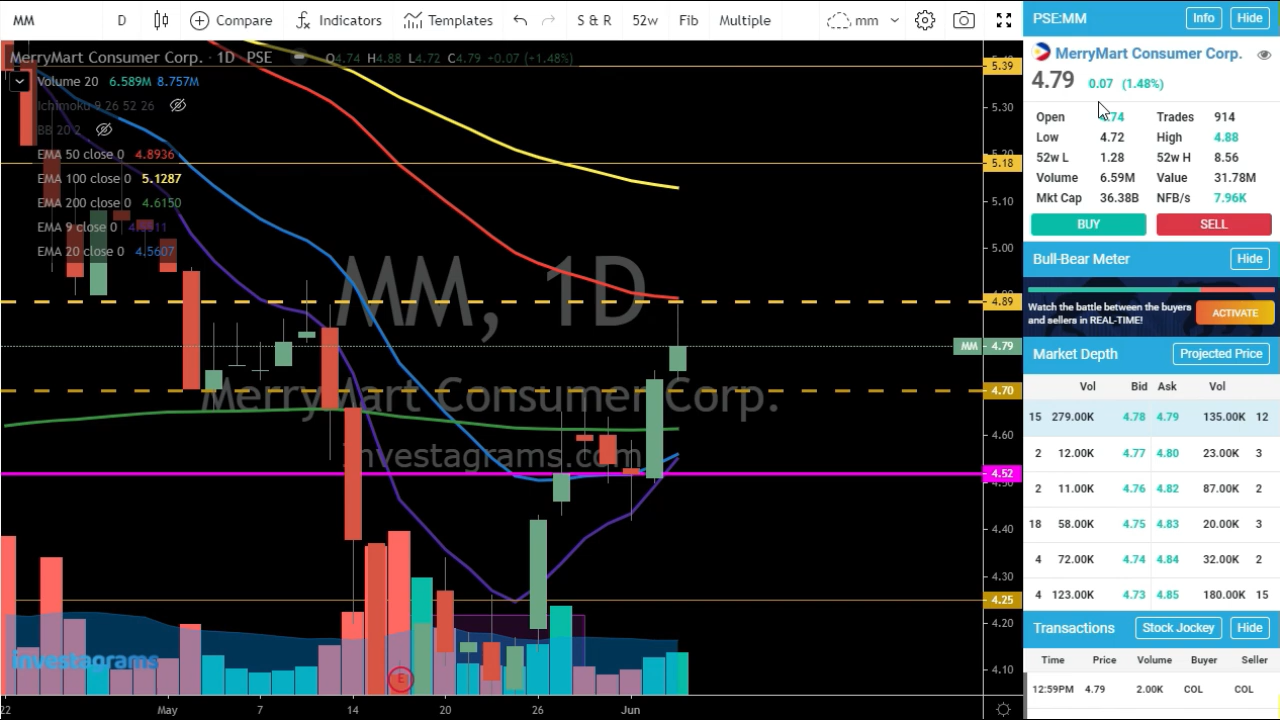 MM D Compare Indicators Templates S & R 52w Fib Multiple mm
MerryMart Consumer Corp. · 1D PSE O4.74 H4.88 L4.72 C4.79 +0.07 (+1.48%)
Volume 20 6.589M 8.757M
Ichimoku 9 26 52 26
BB 20 2
EMA 50 close 0 4.8936
EMA 100 close 0 5.1287
EMA 200 close 0 4.6150
EMA 9 close 0
EMA 20 close 0 4.5607
MM, 1D
MerryMart Consumer Corp.
investagrams.com
investagrams
E
5.39
5.30
5.18
5.10
5.00
4.89
MM 4.79
4.70
4.60
4.52
4.40
4.30
4.25
4.20
4.10
22 May 7 14 20 26 Jun
PSE:MM Info Hide
MerryMart Consumer Corp.
4.79 0.07 (1.48%)
Open 4.74 Trades 914
Low 4.72 High 4.88
52w L 1.28 52w H 8.56
Volume 6.59M Value 31.78M
Mkt Cap 36.38B NFB/s 7.96K
BUY SELL
Bull-Bear Meter Hide
Watch the battle between the buyers
and sellers in REAL-TIME!
ACTIVATE
Market Depth Projected Price
Vol Bid Ask Vol
15 279.00K 4.78 4.79 135.00K 12
2 12.00K 4.77 4.80 23.00K 3
2 11.00K 4.76 4.82 87.00K 2
18 58.00K 4.75 4.83 20.00K 3
4 72.00K 4.74 4.84 32.00K 2
4 123.00K 4.73 4.85 180.00K 15
Transactions Stock Jockey Hide
Time Price Volume Buyer Seller
12:59PM 4.79 2.00K COL COL